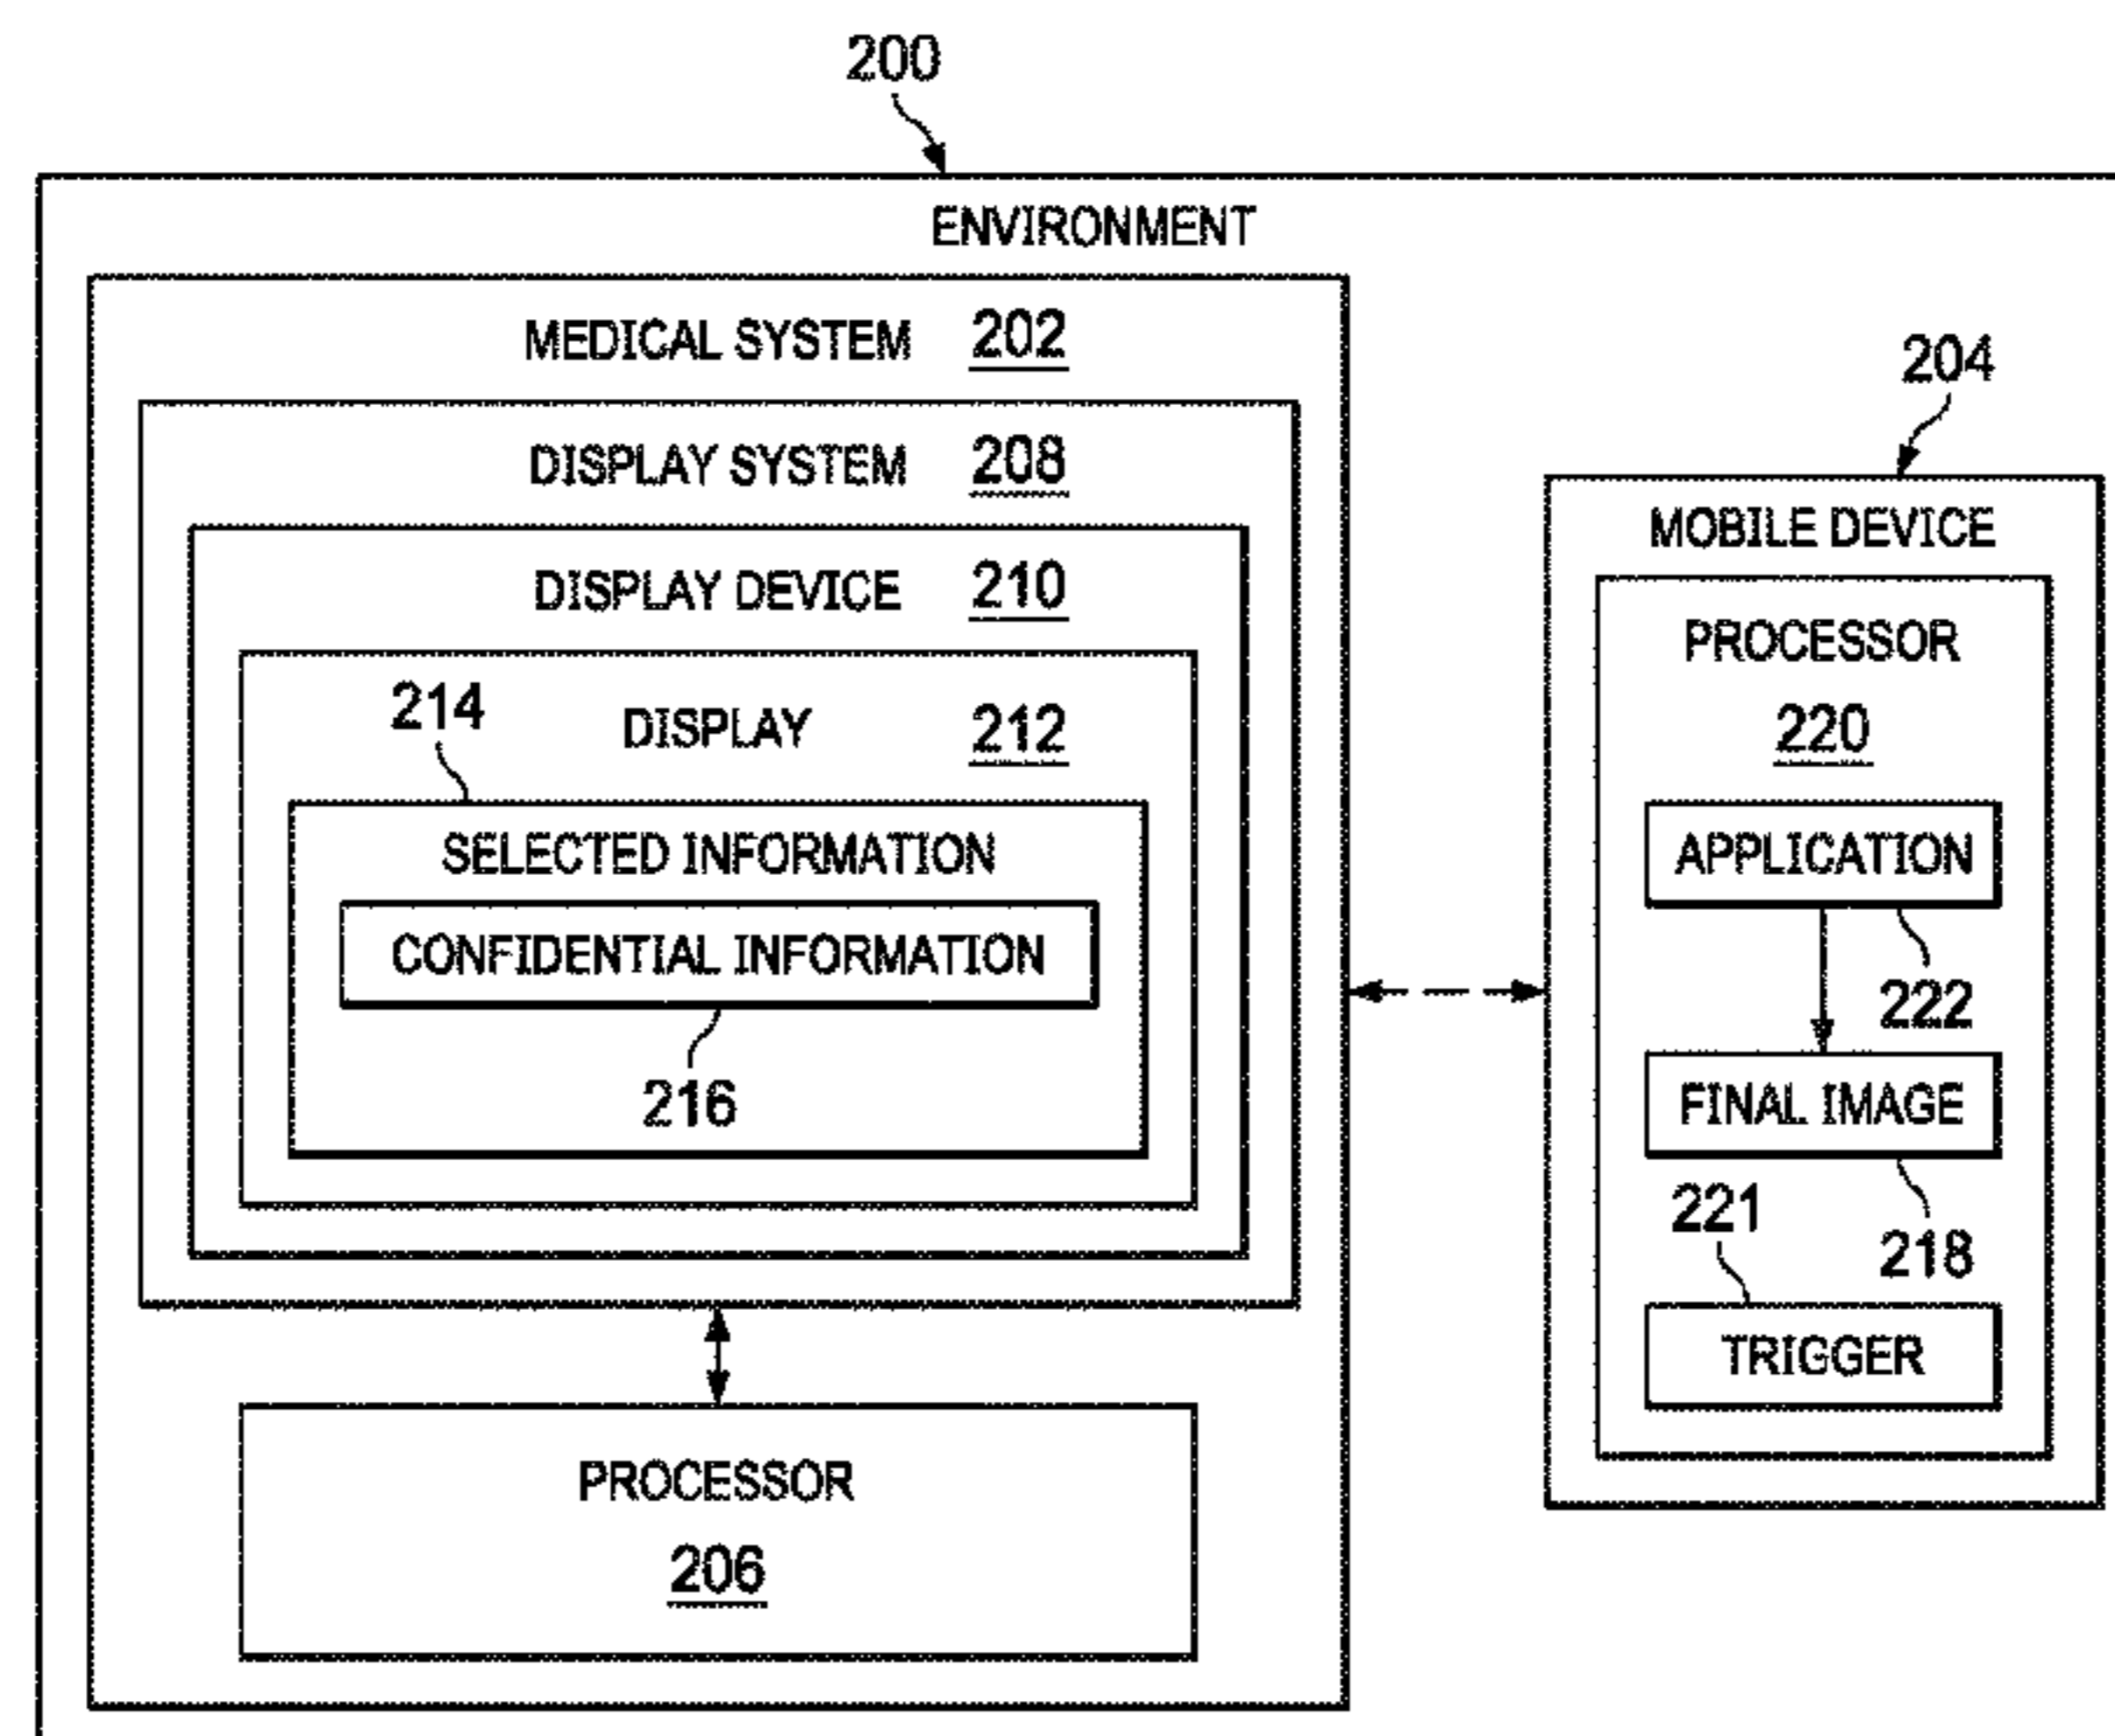 200
ENVIRONMENT
MEDICAL SYSTEM 202
DISPLAY SYSTEM 208
DISPLAY DEVICE 210
214
DISPLAY 212
SELECTED INFORMATION
CONFIDENTIAL INFORMATION
216
PROCESSOR
206
204
MOBILE DEVICE
PROCESSOR
220
APPLICATION
222
FINAL IMAGE
218
221
TRIGGER